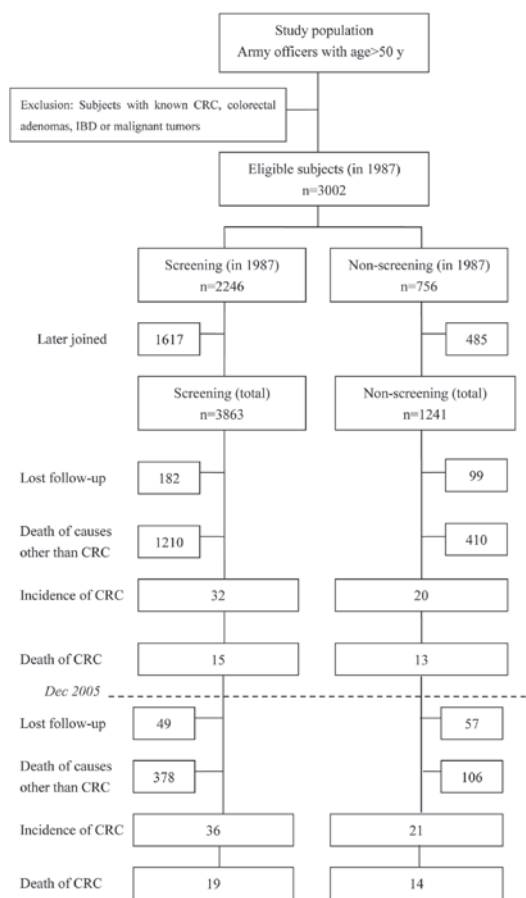 Study population
Army officers with age>50 y
Exclusion: Subjects with known CRC, colorectal
adenomas, IBD or malignant tumors
Eligible subjects (in 1987)
n=3002
Screening (in 1987)
n=2246
Non-screening (in 1987)
n=756
Later joined
1617
485
Screening (total)
n=3863
Non-screening (total)
n=1241
Lost follow-up
182
99
Death of causes
other than CRC
1210
410
Incidence of CRC
32
20
Death of CRC
15
13
Dec 2005
Lost follow-up
49
57
Death of causes
other than CRC
378
106
Incidence of CRC
36
21
Death of CRC
19
14